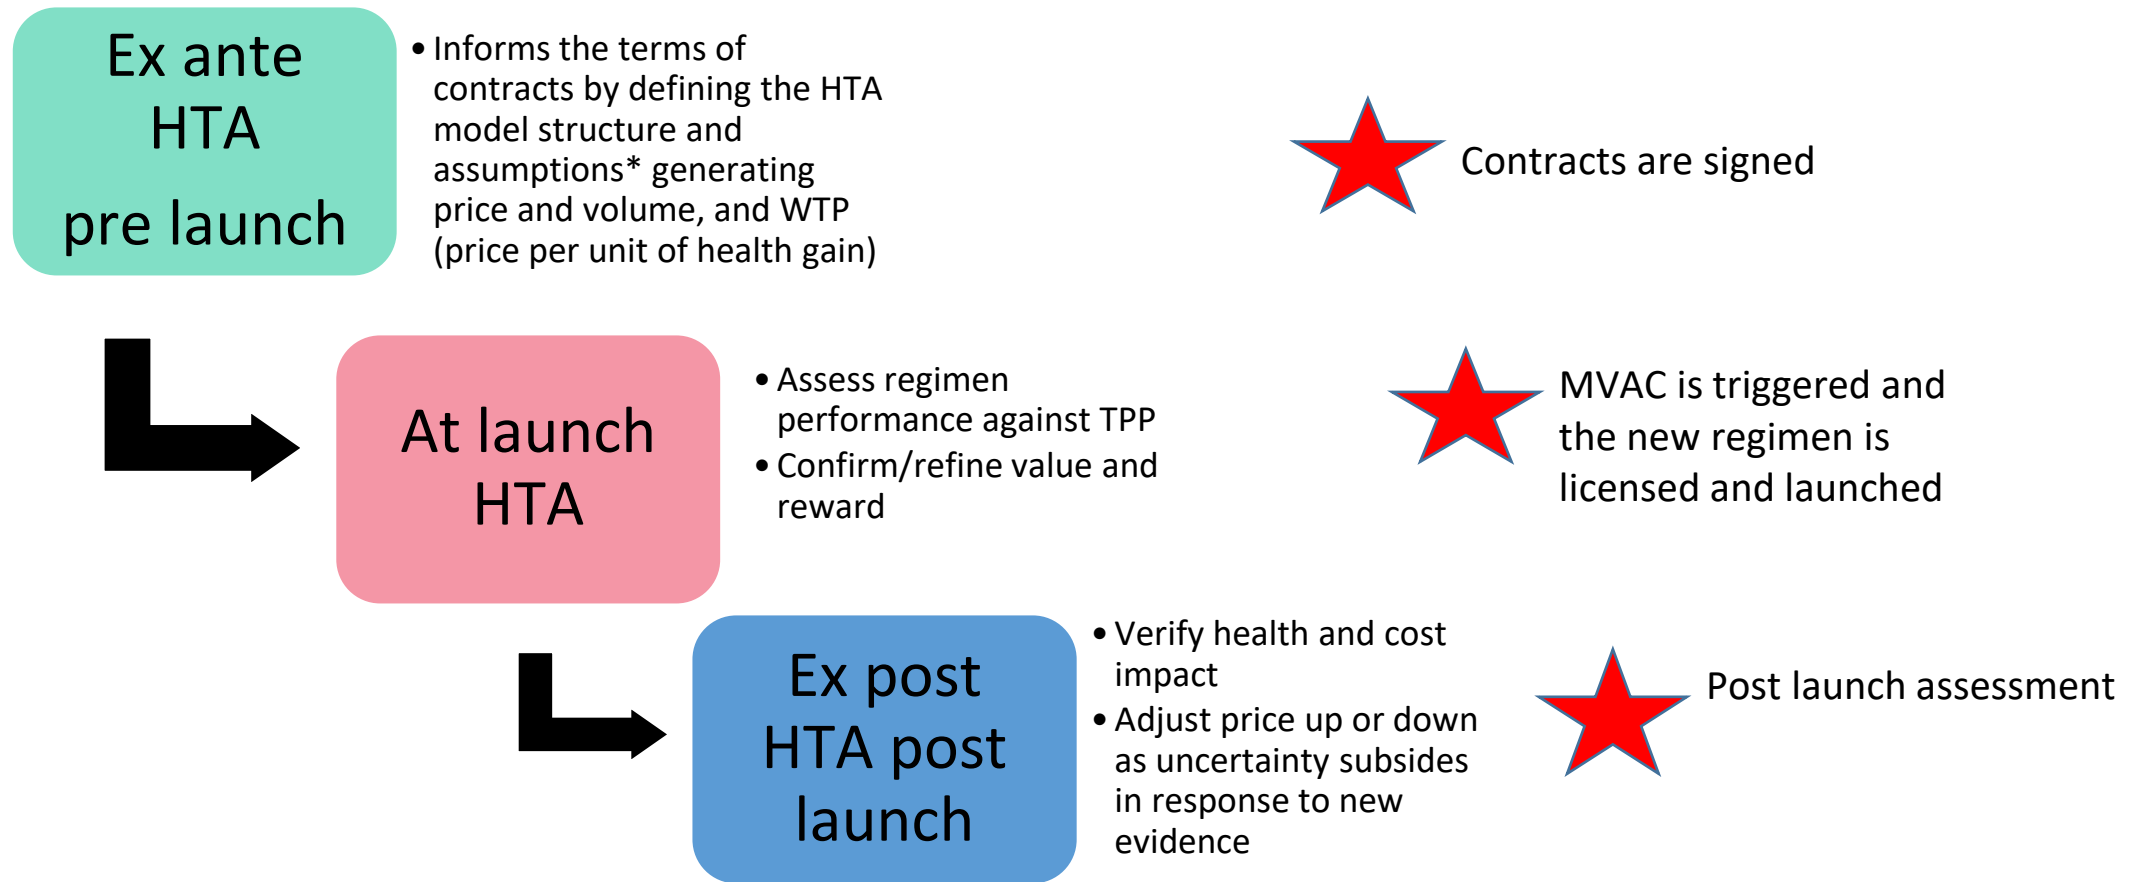 Ex ante
HTA
pre launch
• Informs the terms of
contracts by defining the HTA
model structure and
assumptions* generating
price and volume, and WTP
(price per unit of health gain)
Contracts are signed
At launch
HTA
• Assess regimen
performance against TPP
• Confirm/refine value and
reward
MVAC is triggered and
the new regimen is
licensed and launched
Ex post
HTA post
launch
• Verify health and cost
impact
• Adjust price up or down
as uncertainty subsides
in response to new
evidence
Post launch assessment